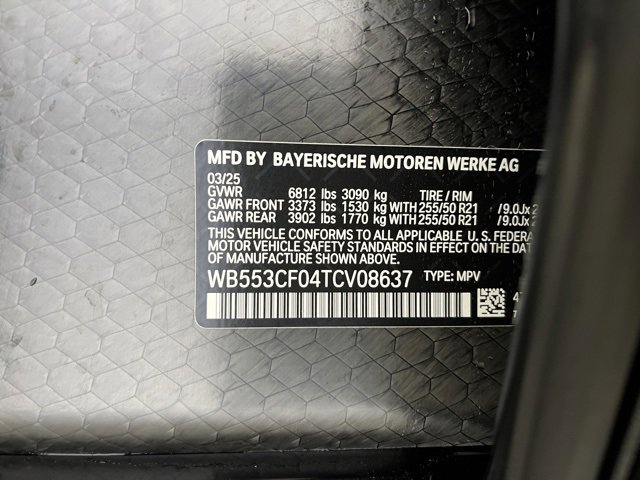 MFD BY BAYERISCHE MOTOREN WERKE AG
03/25
GVWR 6812 lbs 3090 kg TIRE / RIM
GAWR FRONT 3373 lbs 1530 kg WITH 255/50 R21 /9.0Jx
GAWR REAR 3902 lbs 1770 kg WITH 255/50 R21 /9.0Jx
THIS VEHICLE CONFORMS TO ALL APPLICABLE U.S. FEDERA
MOTOR VEHICLE SAFETY STANDARDS IN EFFECT ON THE DAT
OF MANUFACTURE SHOWN ABOVE.
WB553CF04TCV08637 TYPE: MPV